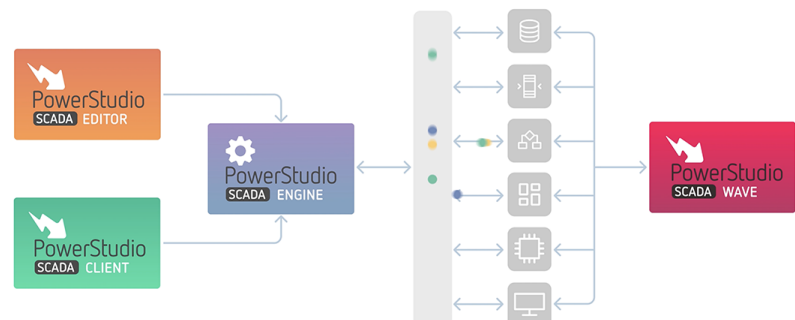 PowerStudio
SCADA EDITOR
PowerStudio
SCADA ENGINE
PowerStudio
SCADA CLIENT
PowerStudio
SCADA WAVE